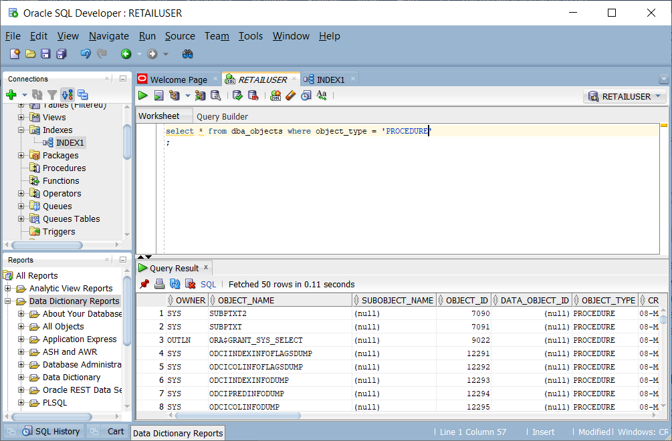 Oracle SQL Developer : RETAILUSER
File Edit View Navigate Run Source Team Tools Window Help
Connections
Tables (Filtered)
Views
Indexes
INDEX1
Packages
Procedures
Functions
Operators
Queues
Queues Tables
Triggers
Reports
All Reports
Analytic View Reports
Data Dictionary Reports
About Your Database
All Objects
Application Express
ASH and AWR
Database Administra
Data Dictionary
Oracle REST Data Se
PLSQL
Welcome Page RETAILUSER INDEX1
RETAILUSER
Worksheet Query Builder
select * from dba_objects where object_type = 'PROCEDURE'
;
Query Result
SQL | Fetched 50 rows in 0.11 seconds
OWNER OBJECT_NAME SUBOBJECT_NAME OBJECT_ID DATA_OBJECT_ID OBJECT_TYPE CR
1 SYS SUBPTXT2 (null) 7090 (null) PROCEDURE 08-M
2 SYS SUBPTXT (null) 7091 (null) PROCEDURE 08-M
3 OUTLN ORA$GRANT_SYS_SELECT (null) 9022 (null) PROCEDURE 08-M
4 SYS ODCIINDEXINFOFLAGSDUMP (null) 12291 (null) PROCEDURE 08-M
5 SYS ODCICOLINFOFLAGSDUMP (null) 12292 (null) PROCEDURE 08-M
6 SYS ODCIINDEXINFODUMP (null) 12293 (null) PROCEDURE 08-M
7 SYS ODCIPREDINFODUMP (null) 12294 (null) PROCEDURE 08-M
8 SYS ODCICOLINFODUMP (null) 12295 (null) PROCEDURE 08-M
SQL History Cart Data Dictionary Reports
Line 1 Column 57 | Insert | Modified | Windows: CR